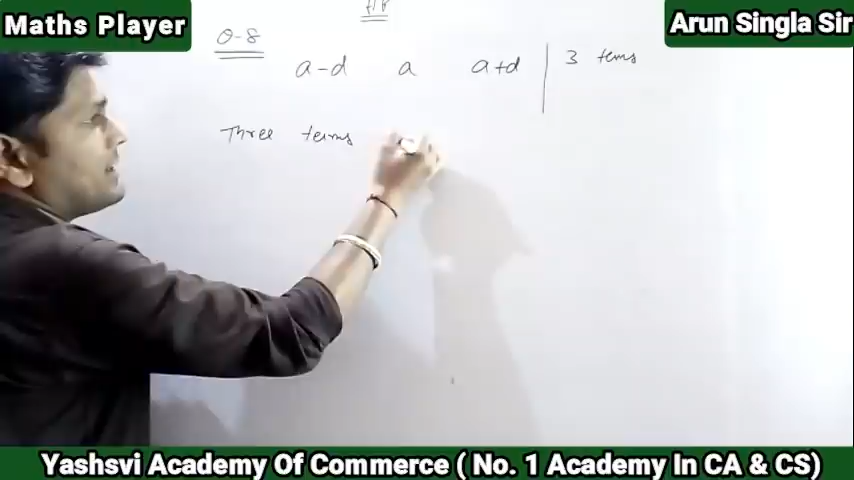 Maths Player
Arun Singla Sir
Q-8
a-d a a+d 3 tems
Three terms
Yashsvi Academy Of Commerce ( No. 1 Academy In CA & CS)